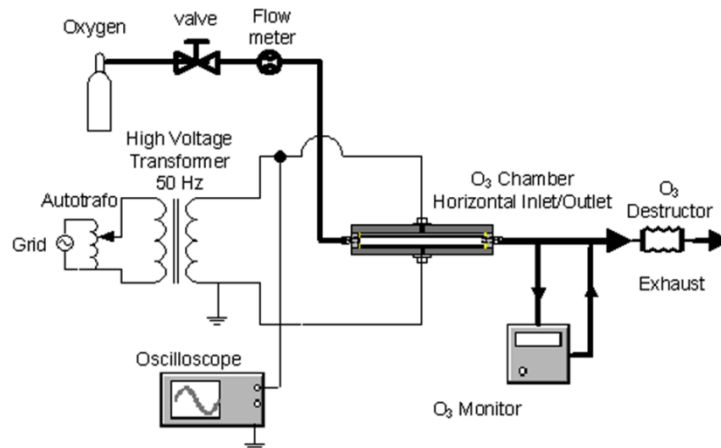 Oxygen
valve
Flow
meter
High Voltage
Transformer
50 Hz
Autotrafo
Grid
O₃ Chamber
Horizontal Inlet/Outlet
O₃
Destructor
Exhaust
Oscilloscope
O₃ Monitor